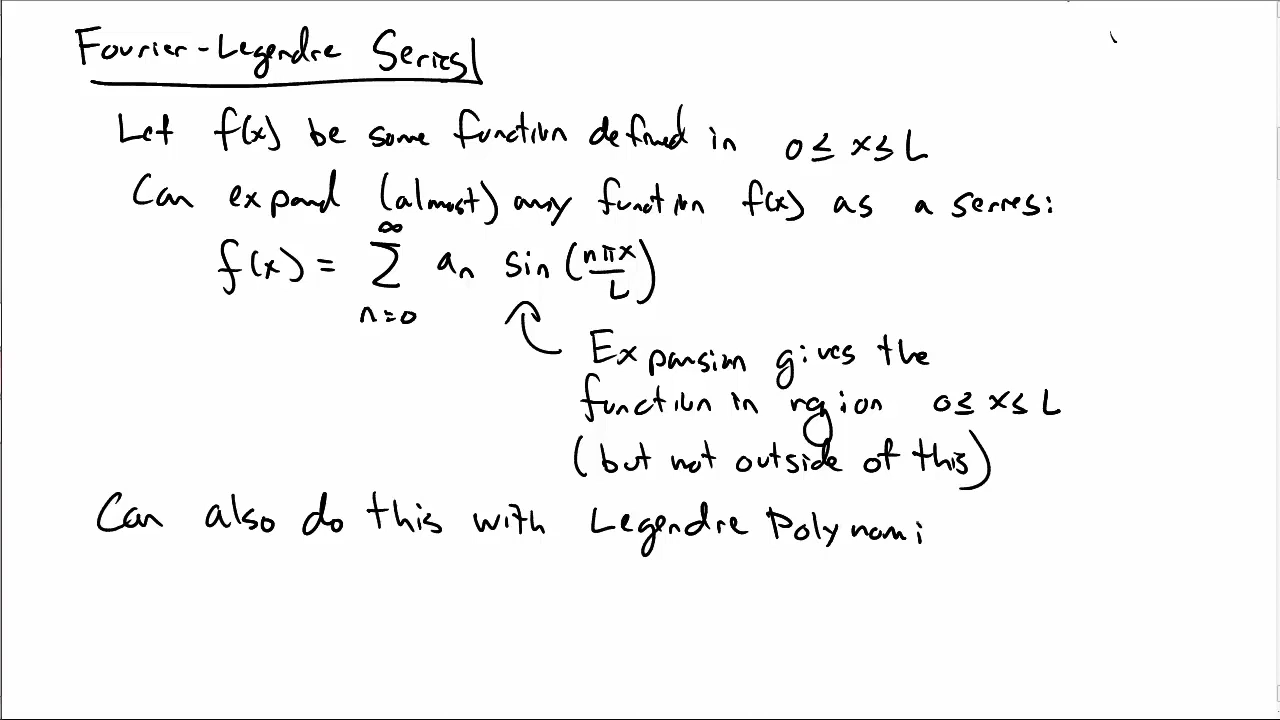 Fourier-Legendre Series
Let f(x) be some function defined in 0 ≤ x ≤ L
Can expand (almost) any function f(x) as a series:
f(x) = ∑_{n=0}^{∞} a_n sin(nπx/L)
Expansion gives the
function in region 0 ≤ x ≤ L
(but not outside of this)
Can also do this with Legendre Polynomi